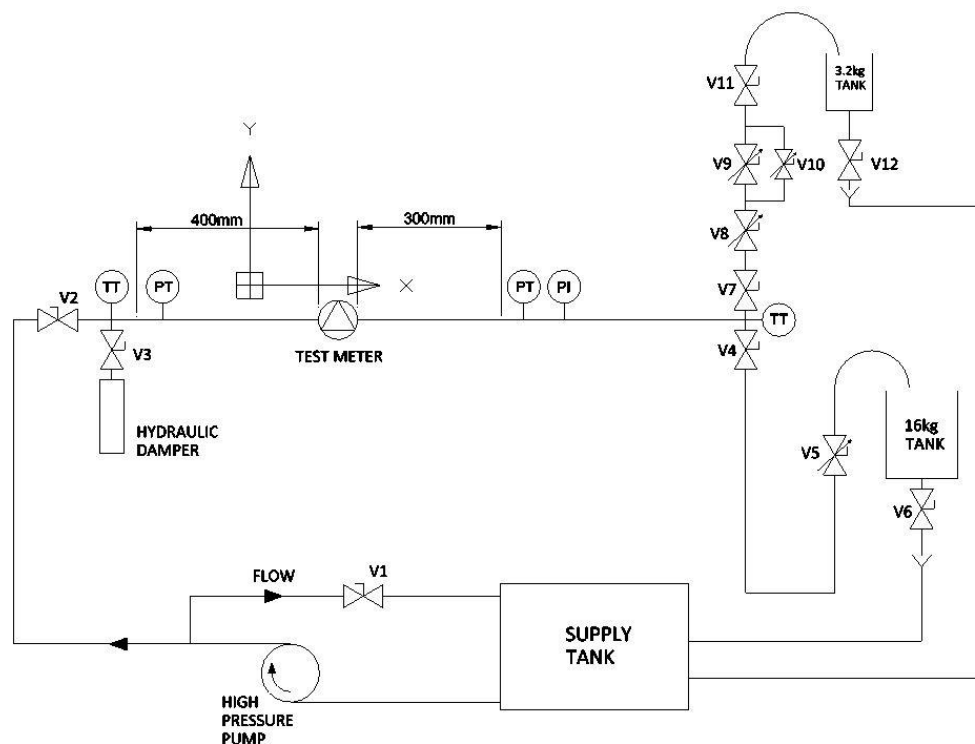 V11
3.2kg
TANK
Y
V9
V10
V12
400mm
300mm
V8
X
V2
TT
PT
PT
PI
V7
TT
V3
TEST METER
V4
HYDRAULIC
DAMPER
V5
16kg
TANK
V6
FLOW
V1
SUPPLY
TANK
HIGH
PRESSURE
PUMP